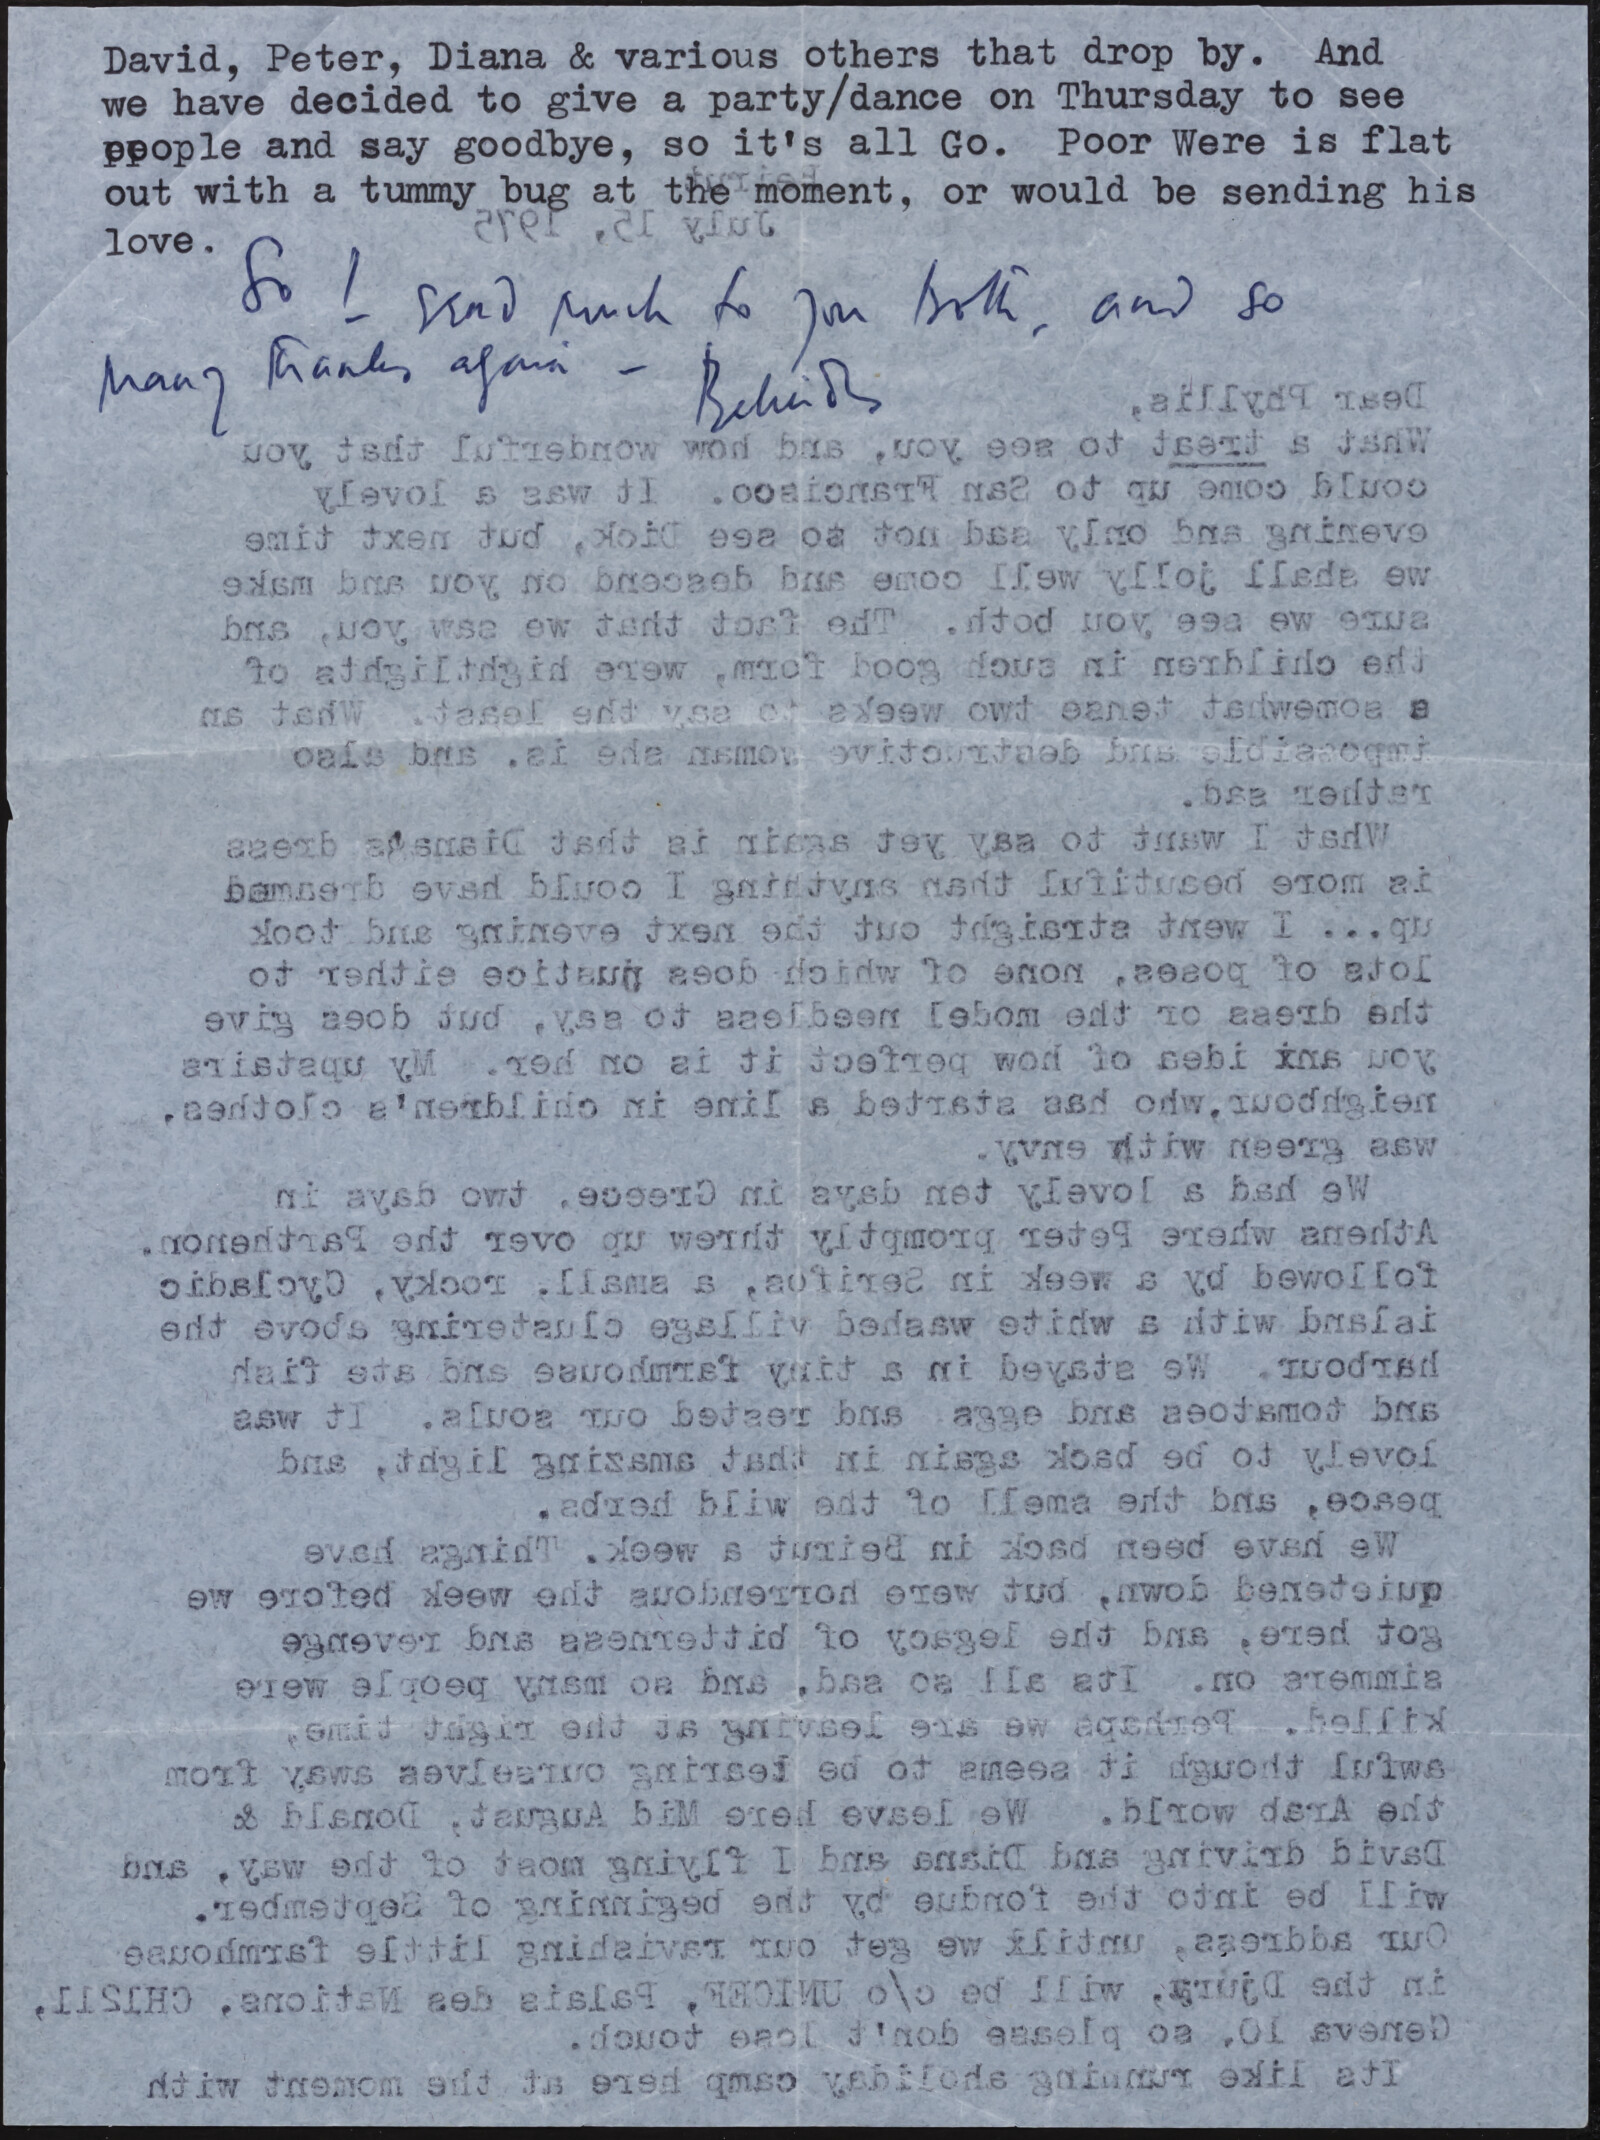 David, Peter, Diana & various others that drop by.  And
we have decided to give a party/dance on Thursday to see
people and say goodbye, so it's all Go.  Poor Were is flat
out with a tummy bug at the moment, or would be sending his
love.
So I send much to you both, and so
many thanks again –
Beirut
July 15, 1975
Dear Phyllis,
What a treat to see you, and how wonderful that you
could come up to San Francisco.  It was a lovely
evening and only sad not to see Dick, but next time
we shall jolly well come and descend on you and make
sure we see you both.  The fact that we saw you, and
the children in such good form, were hightlights of
a somewhat tense two weeks to say the least.  What an
impossible and destructive woman she is, and also
rather sad.
What I want to say yet again is that Diana's dress
is more beautiful than anything I could have dreamed
up... I went straight out the next evening and took
lots of poses, none of which does justice either to
the dress or the model needless to say, but does give
you anx idea of how perfect it is on her.  My upstairs
neighbour,who has started a line in children's clothes,
was green with envy.
We had a lovely ten days in Greece, two days in
Athens where Peter promptly threw up over the Parthenon,
followed by a week in Serifos, a small, rocky, Cycladic
island with a white washed village clustering above the
harbour.  We stayed in a tiny farmhouse and ate fish
and tomatoes and eggs  and rested our souls.  It was
lovely to be back again in that amazing light, and
peace, and the smell of the wild herbs.
We have been back in Beirut a week. Things have
quietened down, but were horrendous the week before we
got here, and the legacy of bitterness and revenge
simmers on.  Its all so sad, and so many people were
killed.  Perhaps we are leaving at the right time,
awful though it seems to be tearing ourselves away from
the Arab world.  We leave here Mid August, Donald &
David driving and Diana and I flying most of the way, and
will be into the fondue by the beginning of September.
Our address, untilx we get our ravishing little farmhouse
in the Djura, will be c/o UNICEF, Palais des Nations, CH1211,
Geneva 10, so please don't lose touch.
Its like running aholiday camp here at the moment with